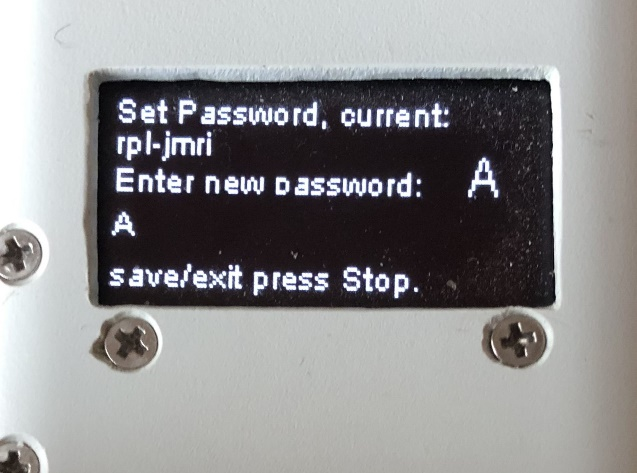 Set Password, current:
rpl-jmri
Enter new password: A
A
save/exit press Stop.